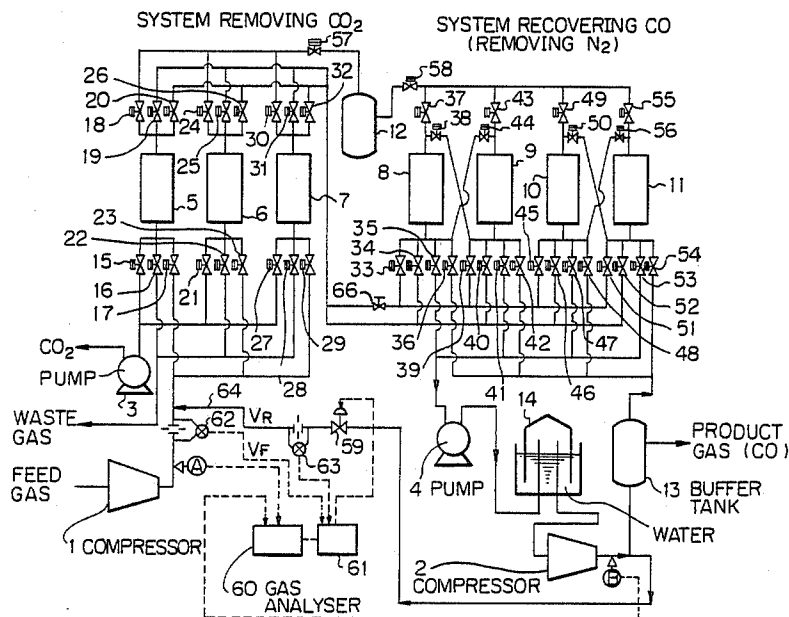 SYSTEM REMOVING CO2
SYSTEM RECOVERING CO
(REMOVING N2)
57
58
26
20
32
18
24
30
19
25
31
12
37
38
43
44
49
50
55
56
5
6
7
8
9
10
11
23
22
15
16
17
21
27
28
29
35
34
33
45
54
53
52
51
66
36
39
40
41
42
46
47
48
CO2
PUMP
3
64
VR
62
VF
59
63
WASTE
GAS
FEED
GAS
A
1 COMPRESSOR
60 GAS
ANALYSER
61
4 PUMP
14
WATER
2
COMPRESSOR
B
PRODUCT
GAS (CO)
13 BUFFER
TANK